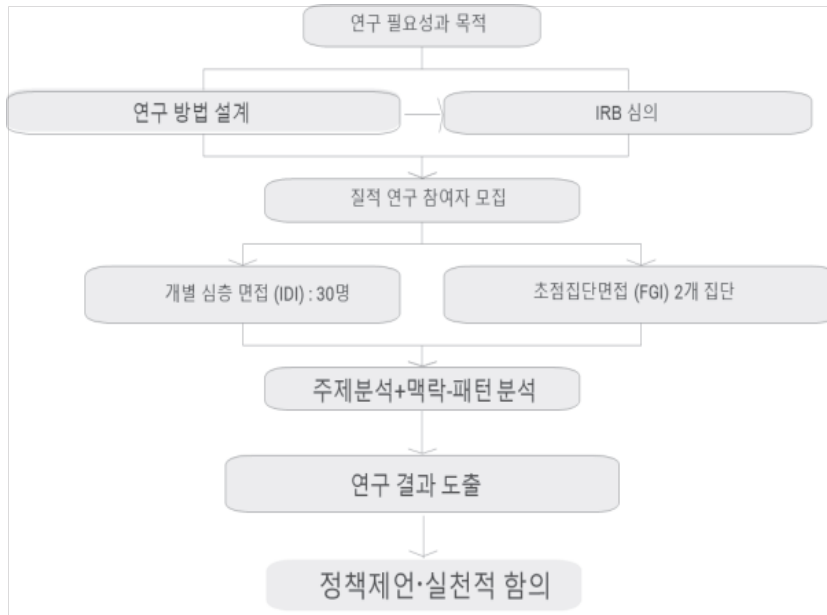 연구 필요성과 목적
연구 방법 설계
IRB 심의
질적 연구 참여자 모집
개별 심층 면접 (IDI) : 30명
초점집단면접 (FGI) 2개 집단
주제분석+맥락-패턴 분석
연구 결과 도출
정책제언·실천적 함의